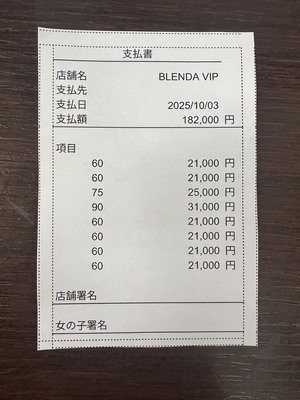 支払書
店舗名 BLENDA VIP
支払先
支払日 2025/10/03
支払額 182,000 円
項目
60 21,000 円
60 21,000 円
75 25,000 円
90 31,000 円
60 21,000 円
60 21,000 円
60 21,000 円
60 21,000 円
店舗署名
女の子署名